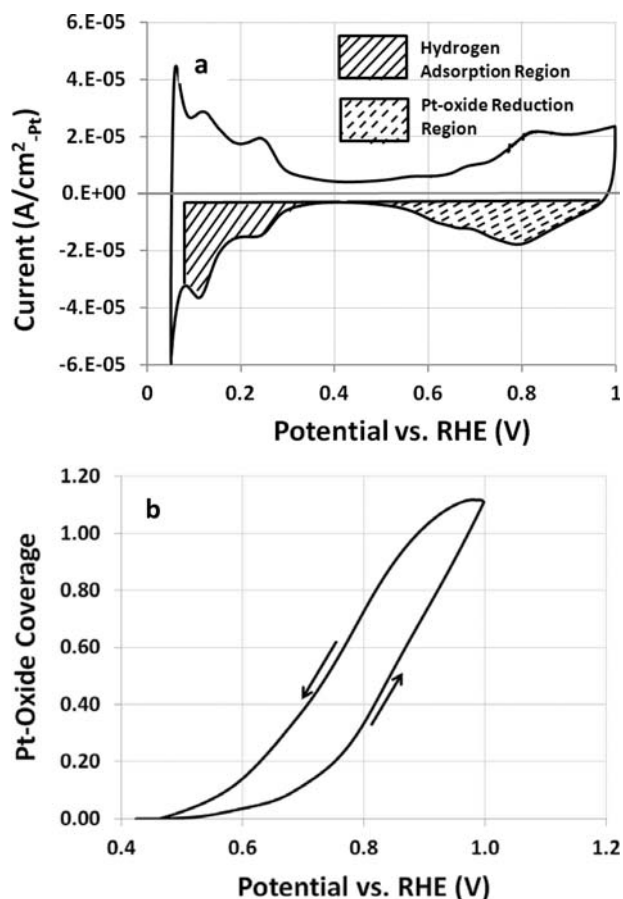 6.E-05
a
Hydrogen
Adsorption Region
4.E-05
Pt-oxide Reduction
Region
2.E-05
0.E+00
-2.E-05
-4.E-05
-6.E-05
Current (A/cm²-Pt)
0 0.2 0.4 0.6 0.8 1
Potential vs. RHE (V)
1.20
b
1.00
0.80
0.60
0.40
0.20
0.00
Pt-Oxide Coverage
0.4 0.6 0.8 1.0 1.2
Potential vs. RHE (V)